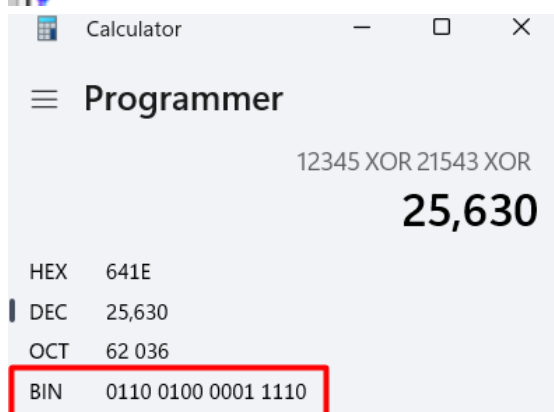 Calculator
Programmer
12345 XOR 21543 XOR
25,630
HEX 641E
DEC 25,630
OCT 62 036
BIN 0110 0100 0001 1110